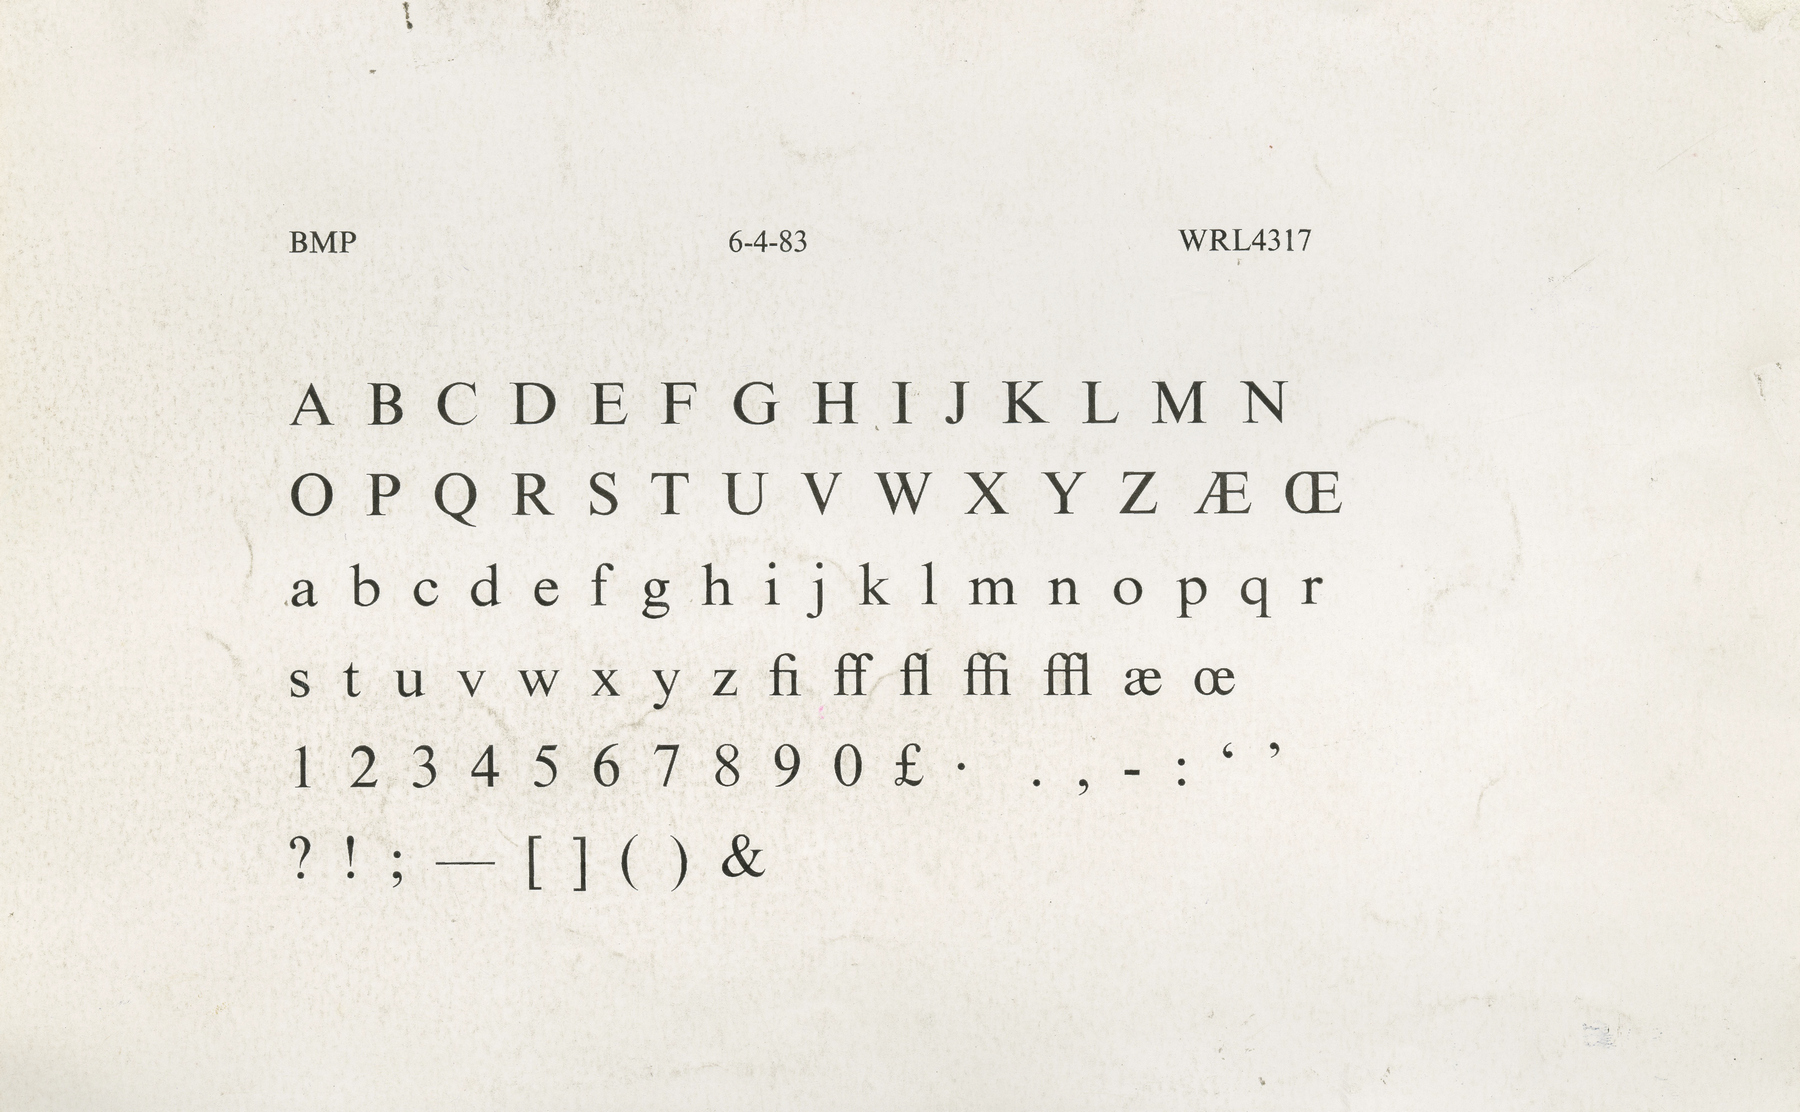 BMP 6-4-83 WRL4317
A B C D E F G H I J K L M N
O P Q R S T U V W X Y Z Æ Œ
a b c d e f g h i j k l m n o p q r
s t u v w x y z ﬁ ﬀ ﬂ ﬃ ﬄ æ œ
1 2 3 4 5 6 7 8 9 0 £ · . , - : ‘ ’
? ! ; — [ ] ( ) &